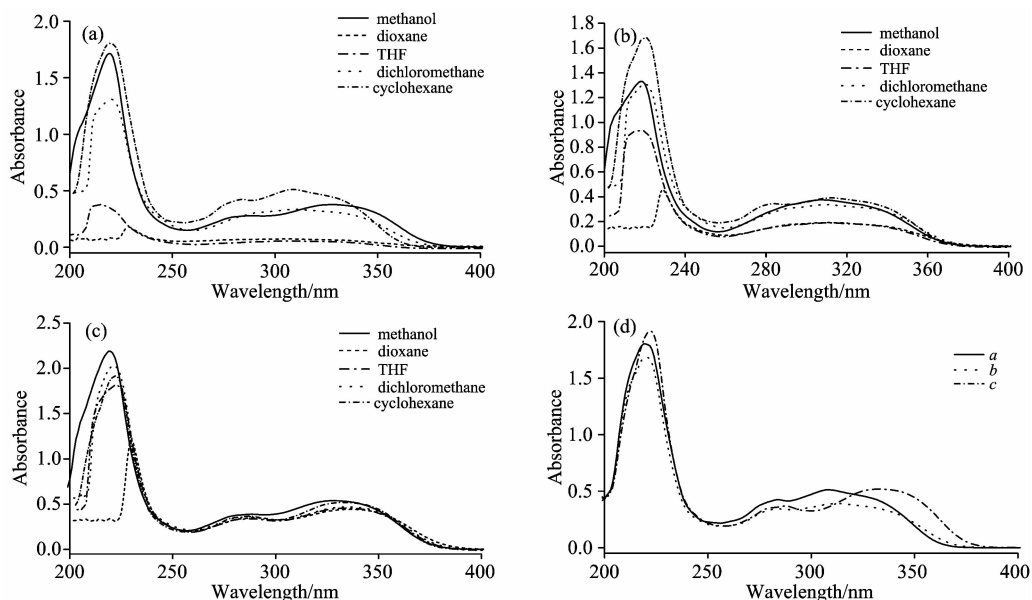 (a)
methanol
dioxane
THF
dichloromethane
cyclohexane
2.0
1.5
1.0
0.5
0.0
Absorbance
200 250 300 350 400
Wavelength/nm
(b)
methanol
dioxane
THF
dichloromethane
cyclohexane
1.8
1.6
1.4
1.2
1.0
0.8
0.6
0.4
0.2
0.0
Absorbance
200 240 280 320 360 400
Wavelength/nm
(c)
methanol
dioxane
THF
dichloromethane
cyclohexane
2.5
2.0
1.5
1.0
0.5
0.0
Absorbance
200 250 300 350 400
Wavelength/nm
(d)
a
b
c
2.0
1.5
1.0
0.5
0.0
Absorbance
200 250 300 350 400
Wavelength/nm